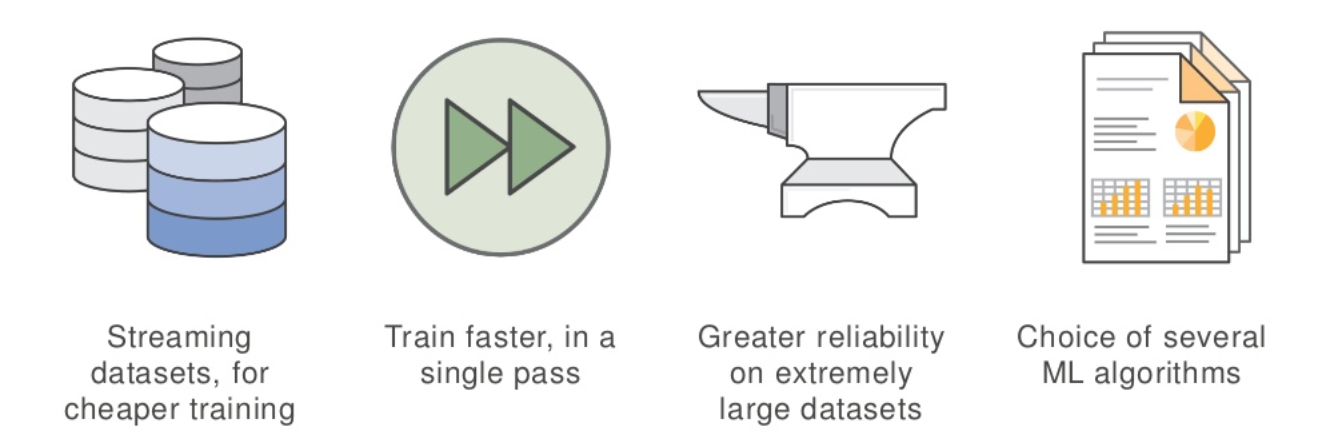 Streaming
datasets, for
cheaper training
Train faster, in a
single pass
Greater reliability
on extremely
large datasets
Choice of several
ML algorithms